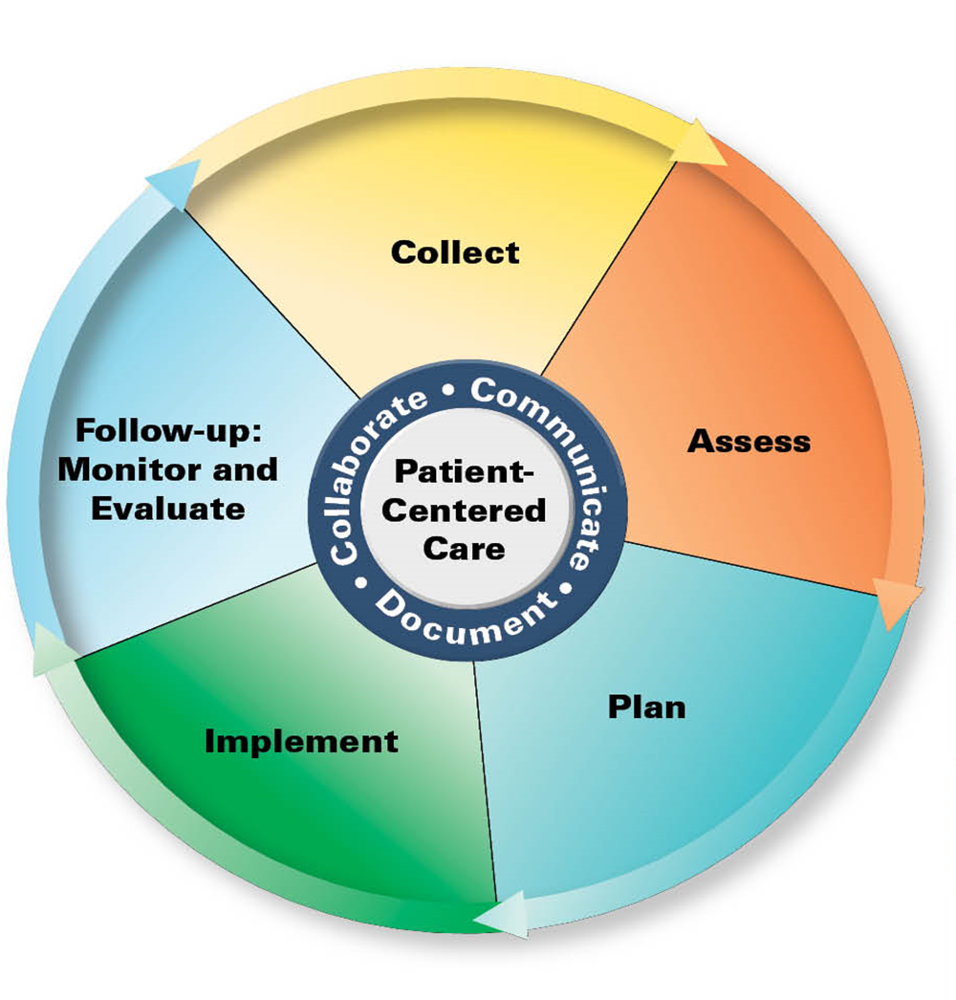 Collect
Assess
Plan
Implement
Follow-up:
Monitor and
Evaluate
Collaborate • Communicate • Document •
Patient-
Centered
Care